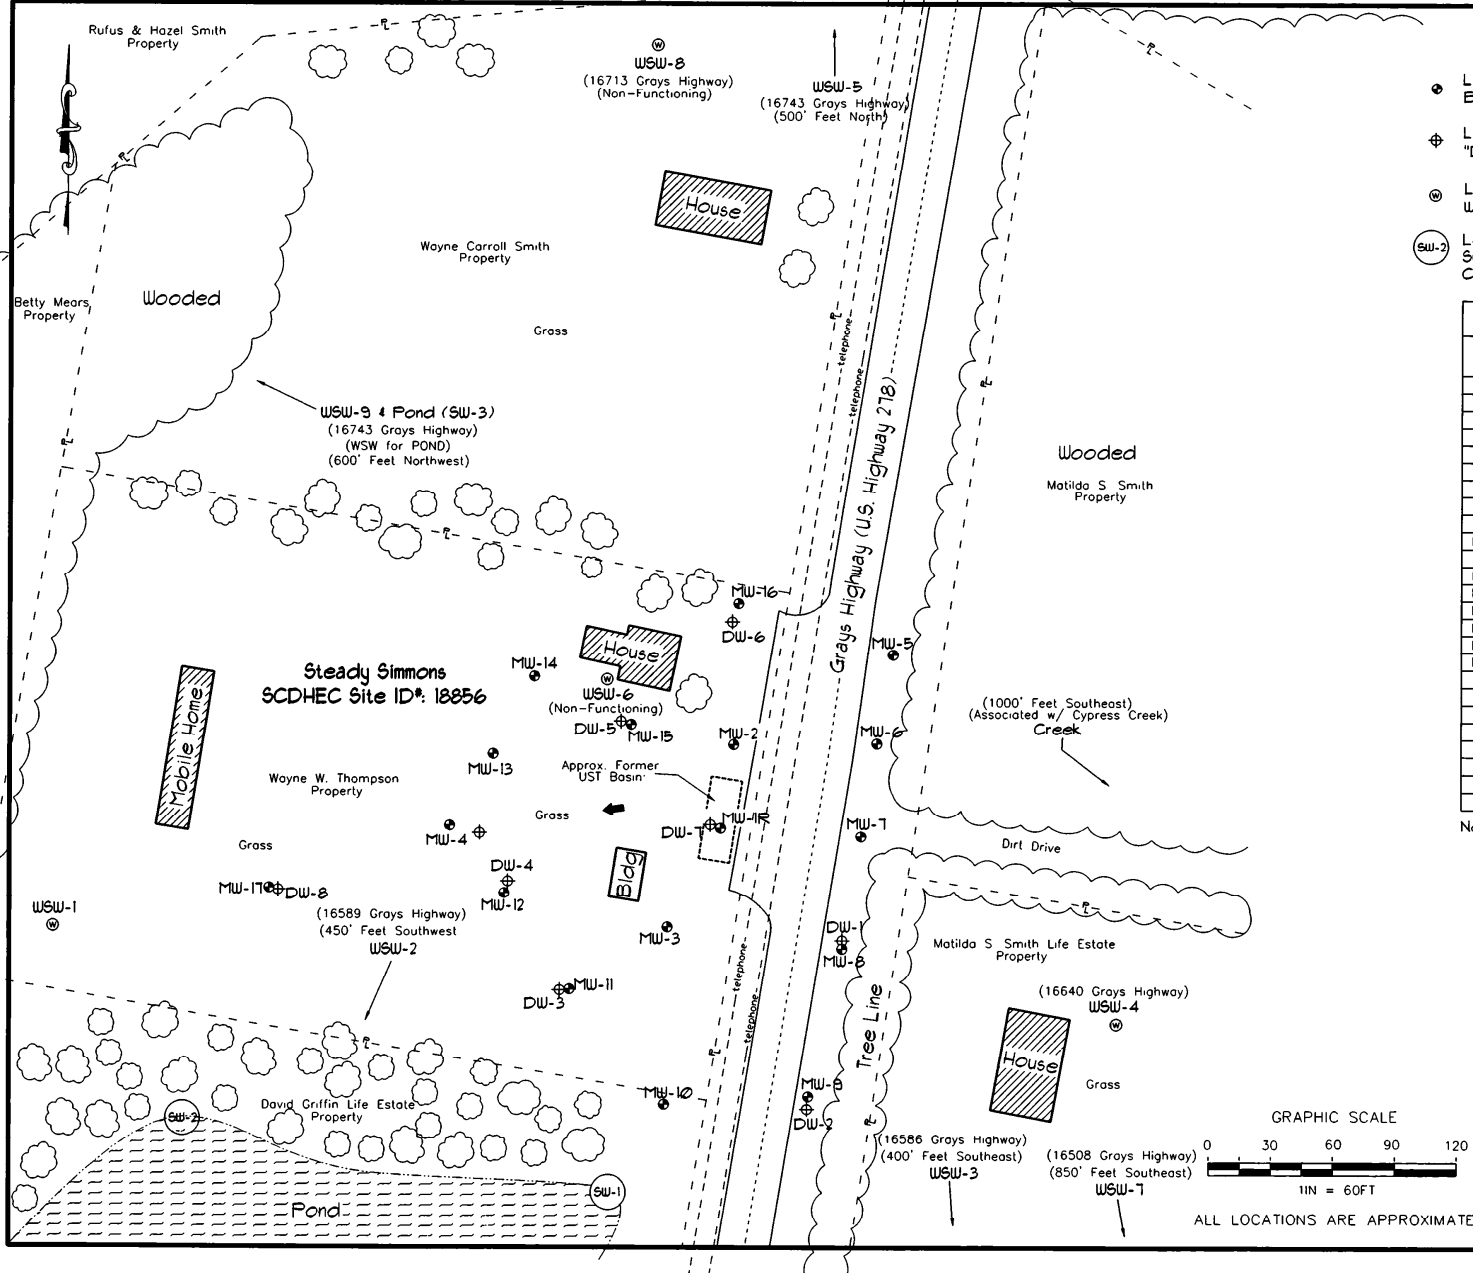 Rufus & Hazel Smith
Property
WSW-8
(16713 Grays Highway)
(Non-Functioning)
WSW-5
(16743 Grays Highway)
(500' Feet North)
House
Wayne Carroll Smith
Property
Betty Mears
Property
Wooded
Grass
WSW-9 & Pond (SW-3)
(16743 Grays Highway)
(WSW for POND)
(600' Feet Northwest)
telephone
telephone
telephone
Grays Highway (U.S. Highway 278)
Wooded
Matilda S Smith
Property
SW-2
MW-16
DW-6
House
MW-14
Steady Simmons
SCDHEC Site ID#: 18856
WSW-6
(Non-Functioning)
DW-5
MW-15
MW-2
MW-5
MW-6
(1000' Feet Southeast)
(Associated w/ Cypress Creek)
Creek
Mobile Home
MW-13
Wayne W. Thompson
Property
Approx. Former
UST Basin
Grass
DW-7
MW-1R
MW-7
Dirt Drive
MW-4
Grass
DW-4
MW-12
Bldg
MW-17
DW-8
WSW-1
(16589 Grays Highway)
(450' Feet Southwest
WSW-2
MW-3
DW-1
MW-8
Matilda S Smith Life Estate
Property
MW-11
DW-3
telephone
telephone
Tree Line
(16640 Grays Highway)
WSW-4
House
Grass
MW-10
MW-9
DW-2
SW-2
David Griffin Life Estate
Property
SW-1
Pond
(16586 Grays Highway)
(400' Feet Southeast)
WSW-3
(16508 Grays Highway)
(850' Feet Southeast)
WSW-7
GRAPHIC SCALE
0 30 60 90 120
1IN = 60FT
ALL LOCATIONS ARE APPROXIMATE